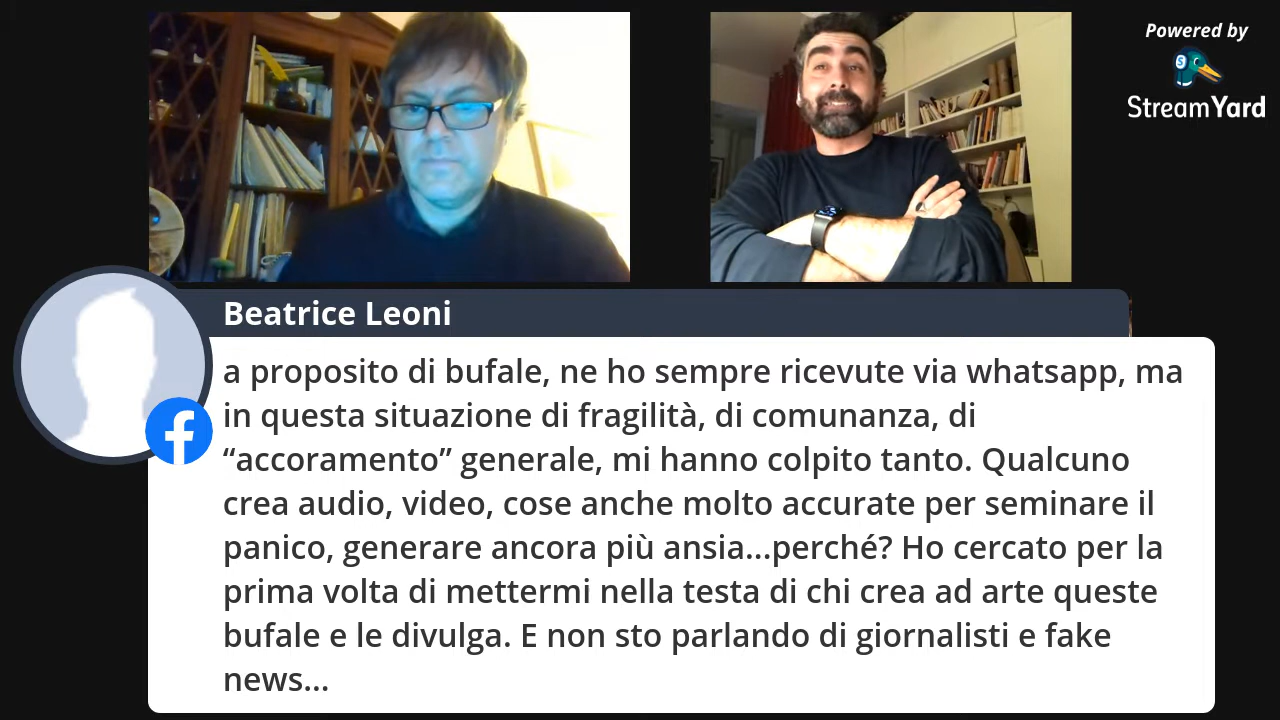 Powered by
StreamYard
Beatrice Leoni
a proposito di bufale, ne ho sempre ricevute via whatsapp, ma
in questa situazione di fragilità, di comunanza, di
“accoramento” generale, mi hanno colpito tanto. Qualcuno
crea audio, video, cose anche molto accurate per seminare il
panico, generare ancora più ansia...perché? Ho cercato per la
prima volta di mettermi nella testa di chi crea ad arte queste
bufale e le divulga. E non sto parlando di giornalisti e fake
news...